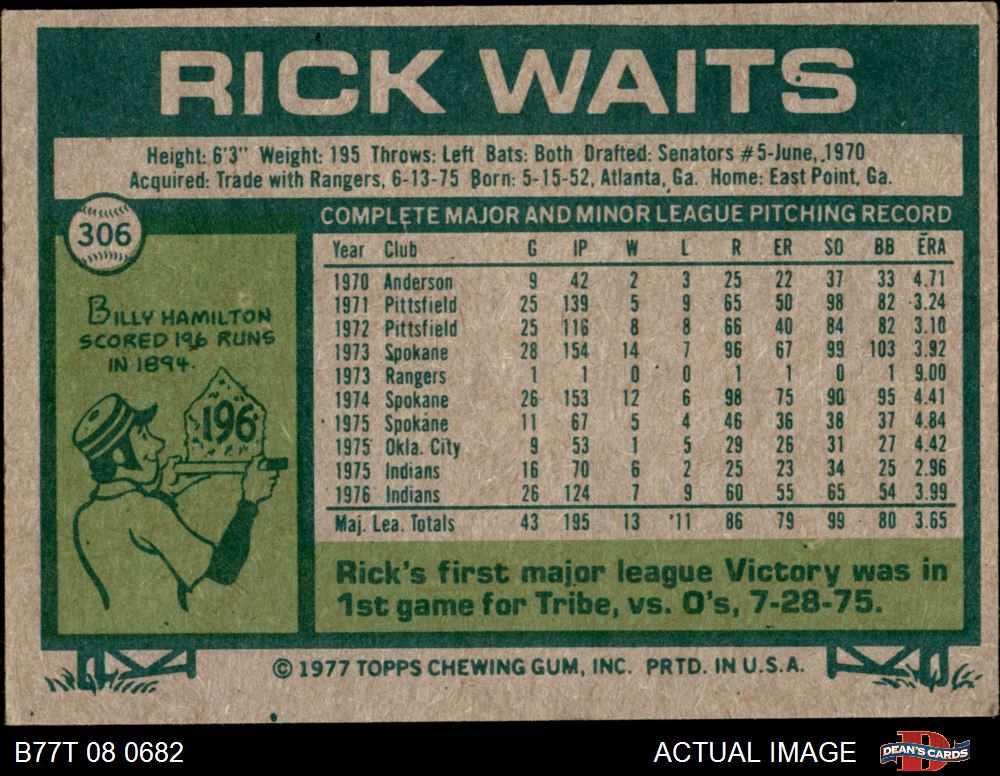 RICK WAITS
Height: 6'3" Weight: 195 Throws: Left Bats: Both Drafted: Senators #5-June, 1970
Acquired: Trade with Rangers, 6-13-75 Born: 5-15-52, Atlanta, Ga. Home: East Point, Ga.
306
BILLY HAMILTON
SCORED 196 RUNS
IN 1894.
196
COMPLETE MAJOR AND MINOR LEAGUE PITCHING RECORD
Year Club G IP W L R ER SO BB ERA
1970 Anderson 9 42 2 3 25 22 37 33 4.71
1971 Pittsfield 25 139 5 9 65 50 98 82 3.24
1972 Pittsfield 25 116 8 8 66 40 84 82 3.10
1973 Spokane 28 154 14 7 96 67 99 103 3.92
1973 Rangers 1 1 0 0 1 1 0 1 9.00
1974 Spokane 26 153 12 6 98 75 90 95 4.41
1975 Spokane 11 67 5 4 46 36 38 37 4.84
1975 Okla. City 9 53 1 5 29 26 31 27 4.42
1975 Indians 16 70 6 2 25 23 34 25 2.96
1976 Indians 26 124 7 9 60 55 65 54 3.99
Maj. Lea. Totals 43 195 13 11 86 79 99 80 3.65
Rick's first major league Victory was in
1st game for Tribe, vs. O's, 7-28-75.
© 1977 TOPPS CHEWING GUM, INC. PRTD. IN U.S.A.
B77T 08 0682 ACTUAL IMAGE DEAN'S CARDS